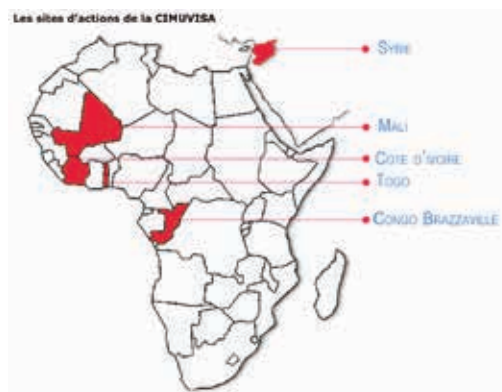 Les sites d'actions de la CIMUVISA
SYRIE
MALI
COTE D'IVOIRE
TOGO
CONGO BRAZZAVILLE